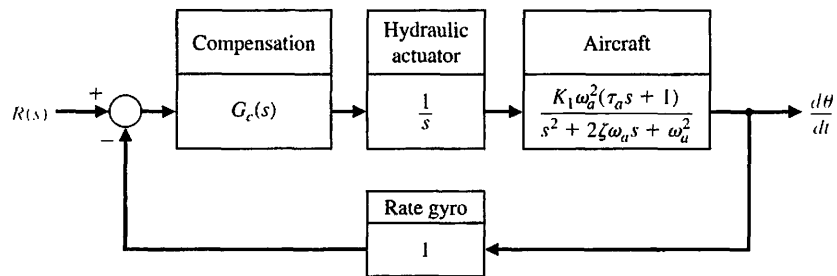 Compensation
Hydraulic
actuator
Aircraft
R(s)
+
−
G_c(s)
1/s
K_1ω_a^2(τ_a s + 1)
s^2 + 2ζω_a s + ω_a^2
dθ/dt
Rate gyro
1